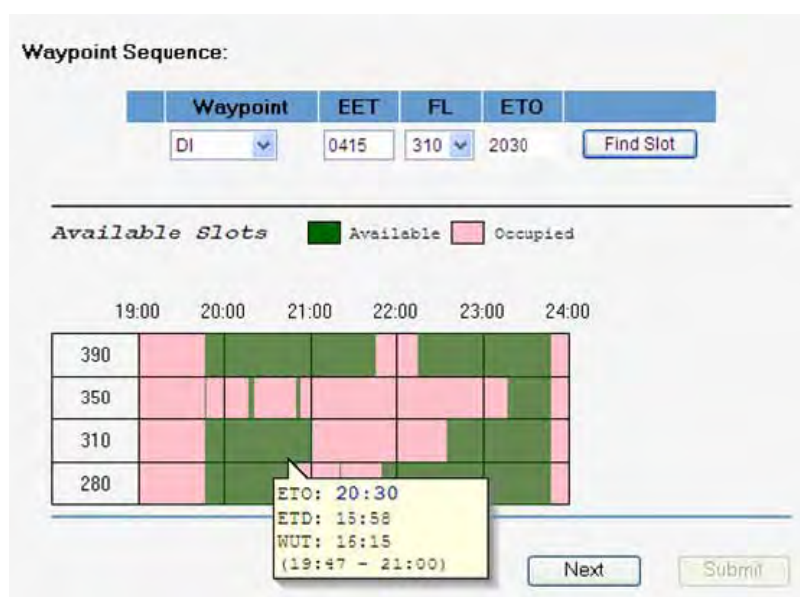 Waypoint Sequence:
Waypoint EET FL ETO
DI 0415 310 2030 Find Slot
Available Slots Available Occupied
19:00 20:00 21:00 22:00 23:00 24:00
390
350
310
280
ETO: 20:30
ETD: 15:58
WUT: 16:15
(19:47 - 21:00)
Next Submit